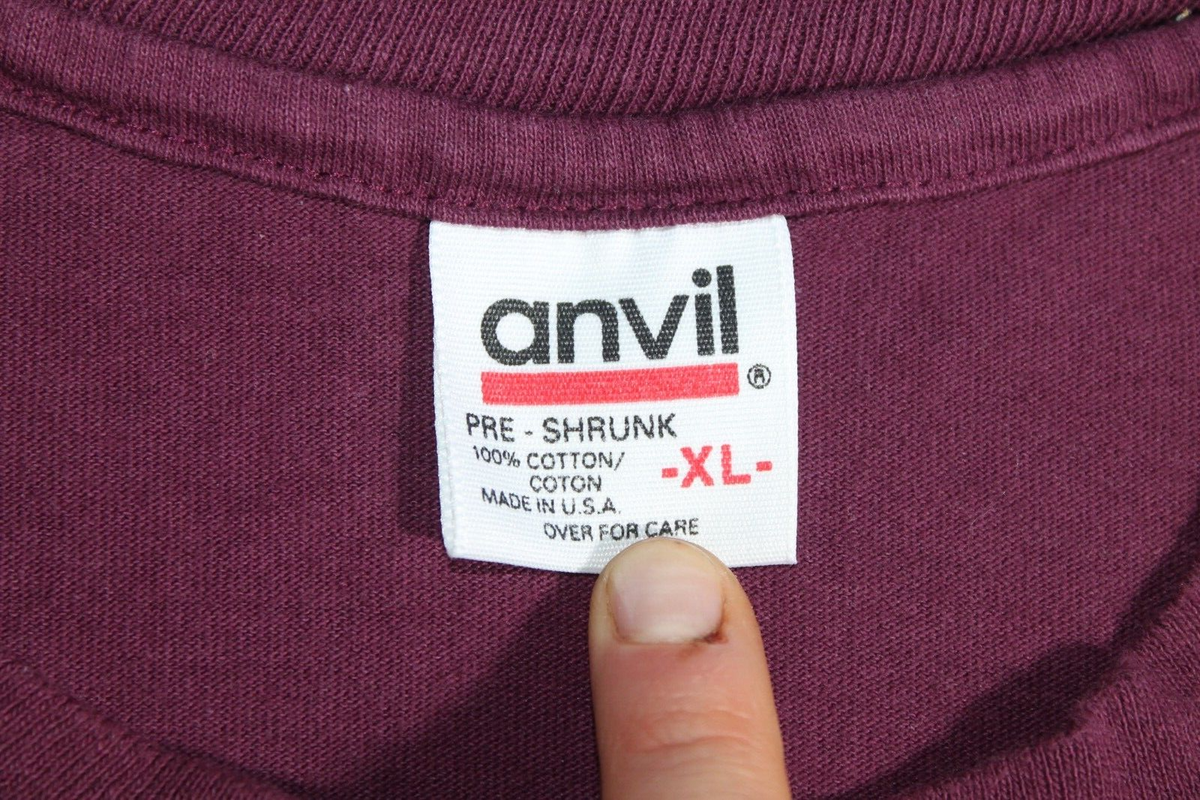 anvil
®
PRE - SHRUNK
100% COTTON/
COTON
-XL-
MADE IN U.S.A.
OVER FOR CARE